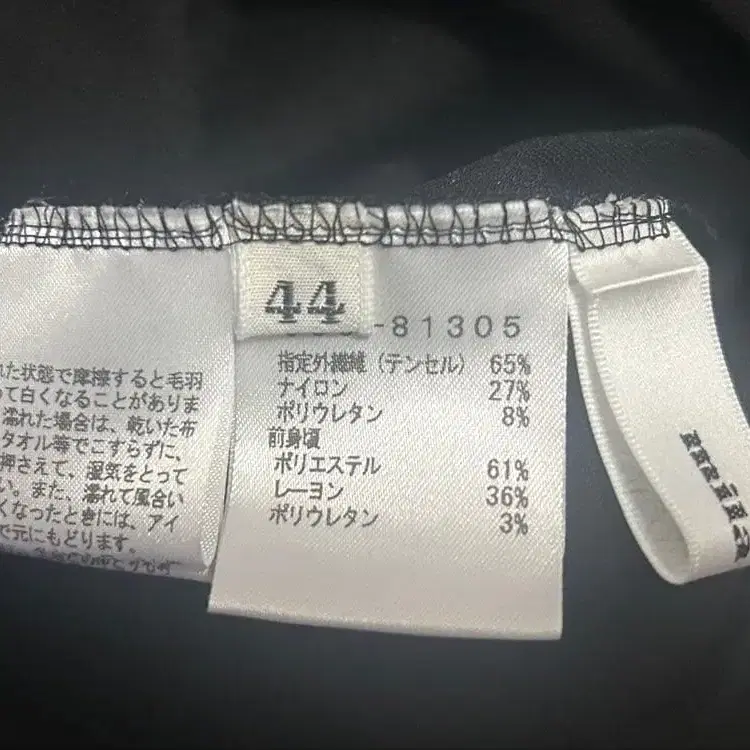 れた状態で摩擦すると毛羽
って白くなることがありま
濡れた場合は、乾いた布
タオル等でこすらずに、
押さえて、湿気をとって
い。また、濡れて風合い
くなったときには、アイ
で元にもどります。
44
-81305
指定外繊維(テンセル) 65%
ナイロン 27%
ポリウレタン 8%
前身頃
ポリエステル 61%
レーヨン 36%
ポリウレタン 3%